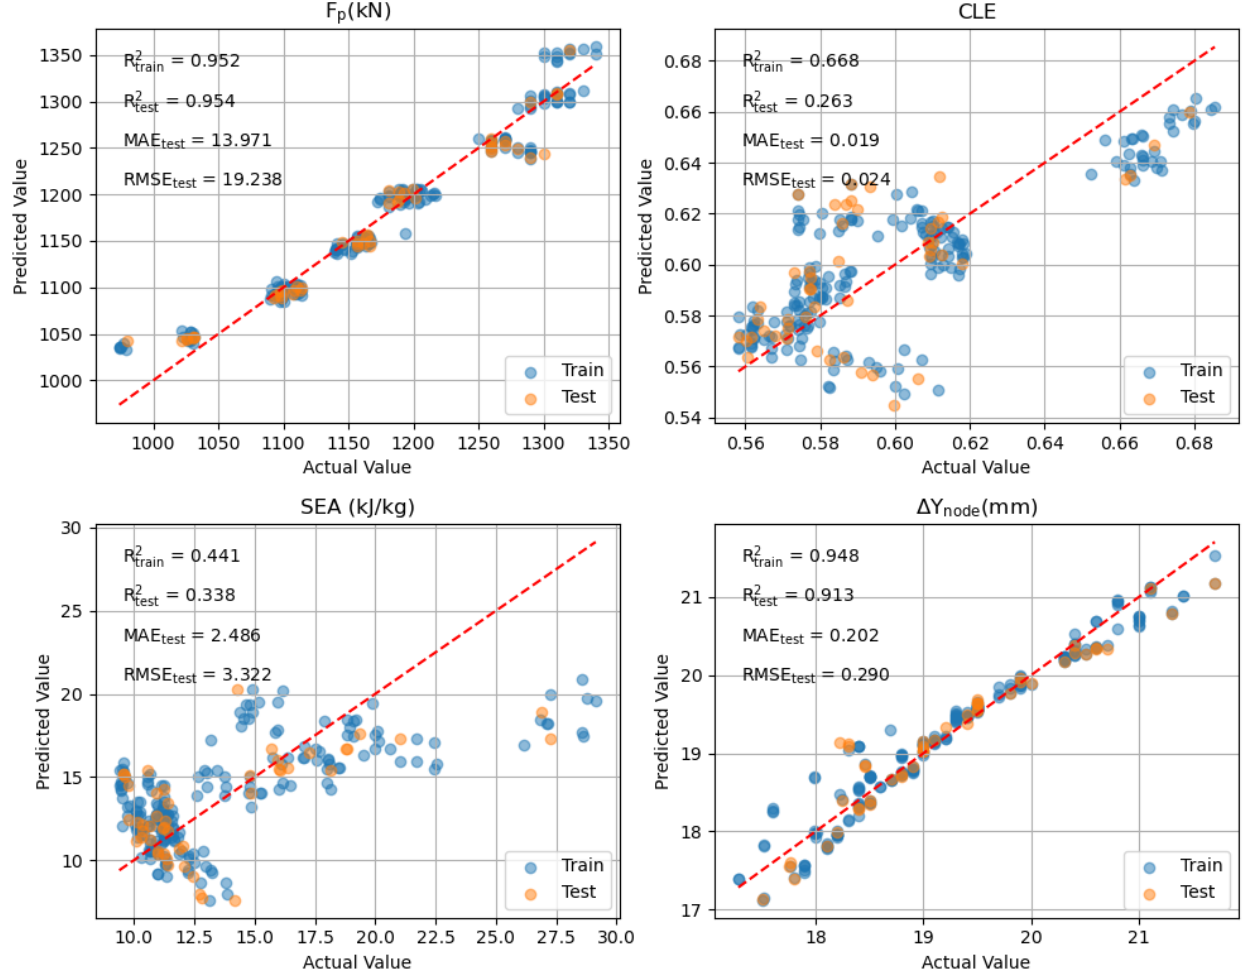 Fp(kN)
R²train = 0.952
R²test = 0.954
MAEtest = 13.971
RMSEtest = 19.238
1350
1300
1250
1200
1150
1100
1050
1000
Predicted Value
Train
Test
1000 1050 1100 1150 1200 1250 1300 1350
Actual Value
CLE
R²train = 0.668
R²test = 0.263
MAEtest = 0.019
RMSEtest = 0.024
0.68
0.66
0.64
0.62
0.60
0.58
0.56
0.54
Predicted Value
Train
Test
0.56 0.58 0.60 0.62 0.64 0.66 0.68
Actual Value
SEA (kJ/kg)
R²train = 0.441
R²test = 0.338
MAEtest = 2.486
RMSEtest = 3.322
30
25
20
15
10
Predicted Value
Train
Test
10.0 12.5 15.0 17.5 20.0 22.5 25.0 27.5 30.0
Actual Value
ΔYnode(mm)
R²train = 0.948
R²test = 0.913
MAEtest = 0.202
RMSEtest = 0.290
21
20
19
18
17
Predicted Value
Train
Test
18 19 20 21
Actual Value